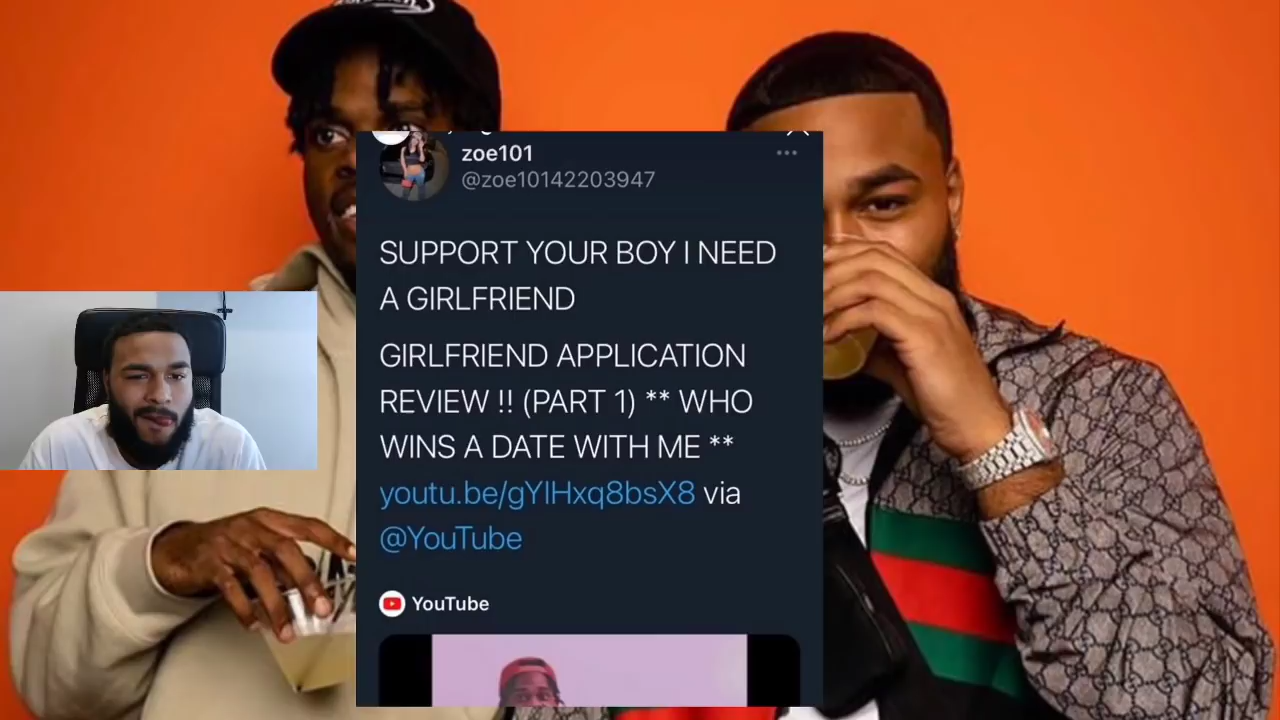 zoe101
@zoe10142203947
SUPPORT YOUR BOY I NEED
A GIRLFRIEND
GIRLFRIEND APPLICATION
REVIEW !! (PART 1) ** WHO
WINS A DATE WITH ME **
youtu.be/gYlHxq8bsX8 via
@YouTube
YouTube